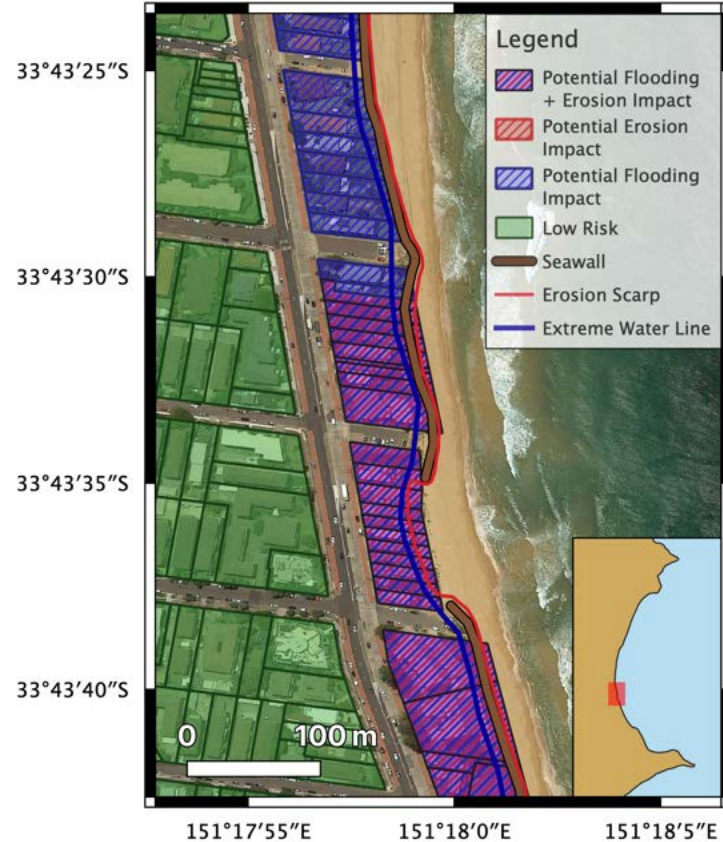 33°43′25″S
33°43′30″S
33°43′35″S
33°43′40″S
Legend
Potential Flooding
+ Erosion Impact
Potential Erosion
Impact
Potential Flooding
Impact
Low Risk
Seawall
Erosion Scarp
Extreme Water Line
0 100 m
151°17′55″E 151°18′0″E 151°18′5″E